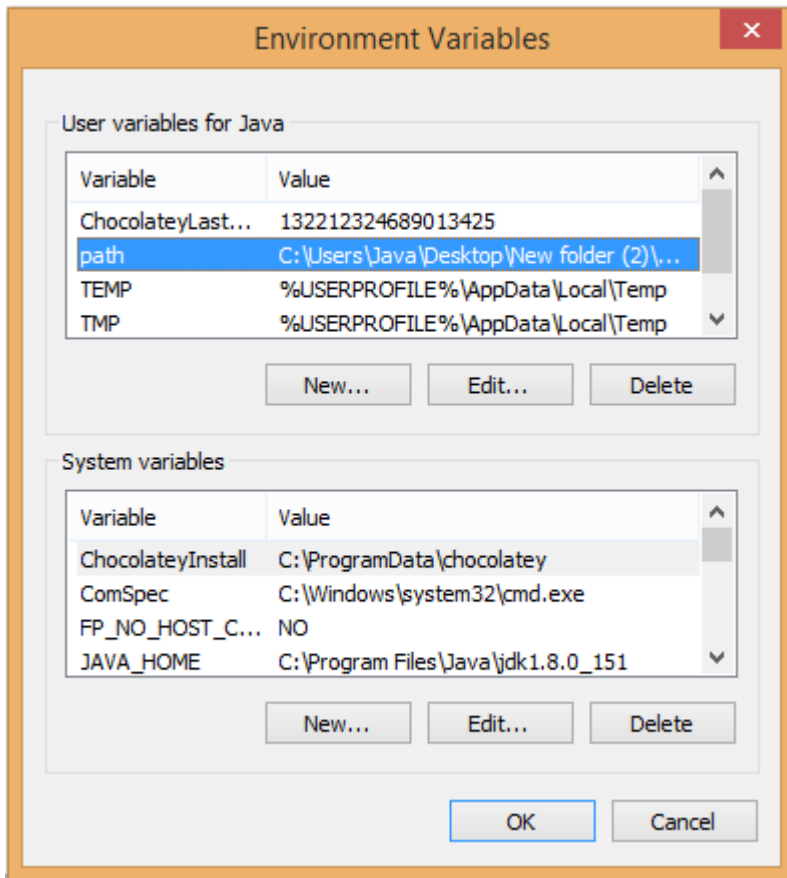 Environment Variables
User variables for Java
Variable Value
ChocolateyLast... 132212324689013425
path C:\Users\Java\Desktop\New folder (2)\...
TEMP %USERPROFILE%\AppData\Local\Temp
TMP %USERPROFILE%\AppData\Local\Temp
New... Edit... Delete
System variables
Variable Value
ChocolateyInstall C:\ProgramData\chocolatey
ComSpec C:\Windows\system32\cmd.exe
FP_NO_HOST_C... NO
JAVA_HOME C:\Program Files\Java\jdk1.8.0_151
New... Edit... Delete
OK Cancel